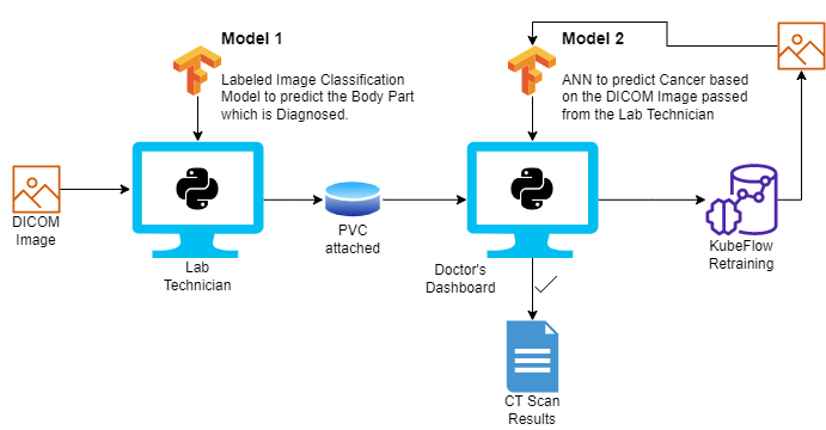 Model 1
Labeled Image Classification
Model to predict the Body Part
which is Diagnosed.
Model 2
ANN to predict Cancer based
on the DICOM Image passed
from the Lab Technician
DICOM
Image
Lab
Technician
PVC
attached
Doctor's
Dashboard
KubeFlow
Retraining
CT Scan
Results